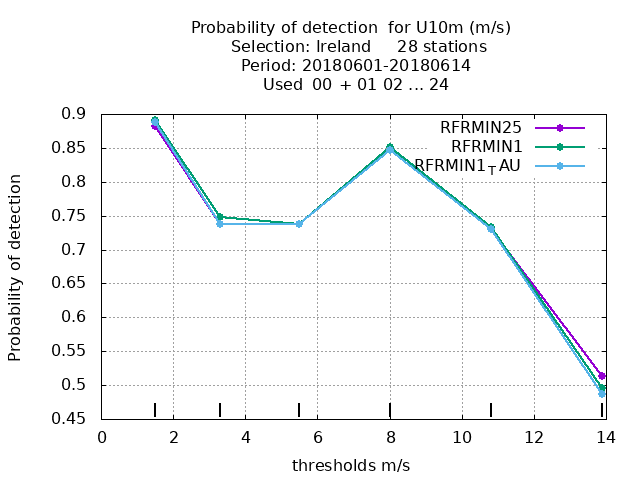 Probability of detection for U10m (m/s)
Selection: Ireland 28 stations
Period: 20180601-20180614
Used 00 + 01 02 ... 24
0.9
0.85
0.8
0.75
0.7
0.65
0.6
0.55
0.5
0.45
Probability of detection
RFRMIN25
RFRMIN1
RFRMIN1TAU
0 2 4 6 8 10 12 14
thresholds m/s